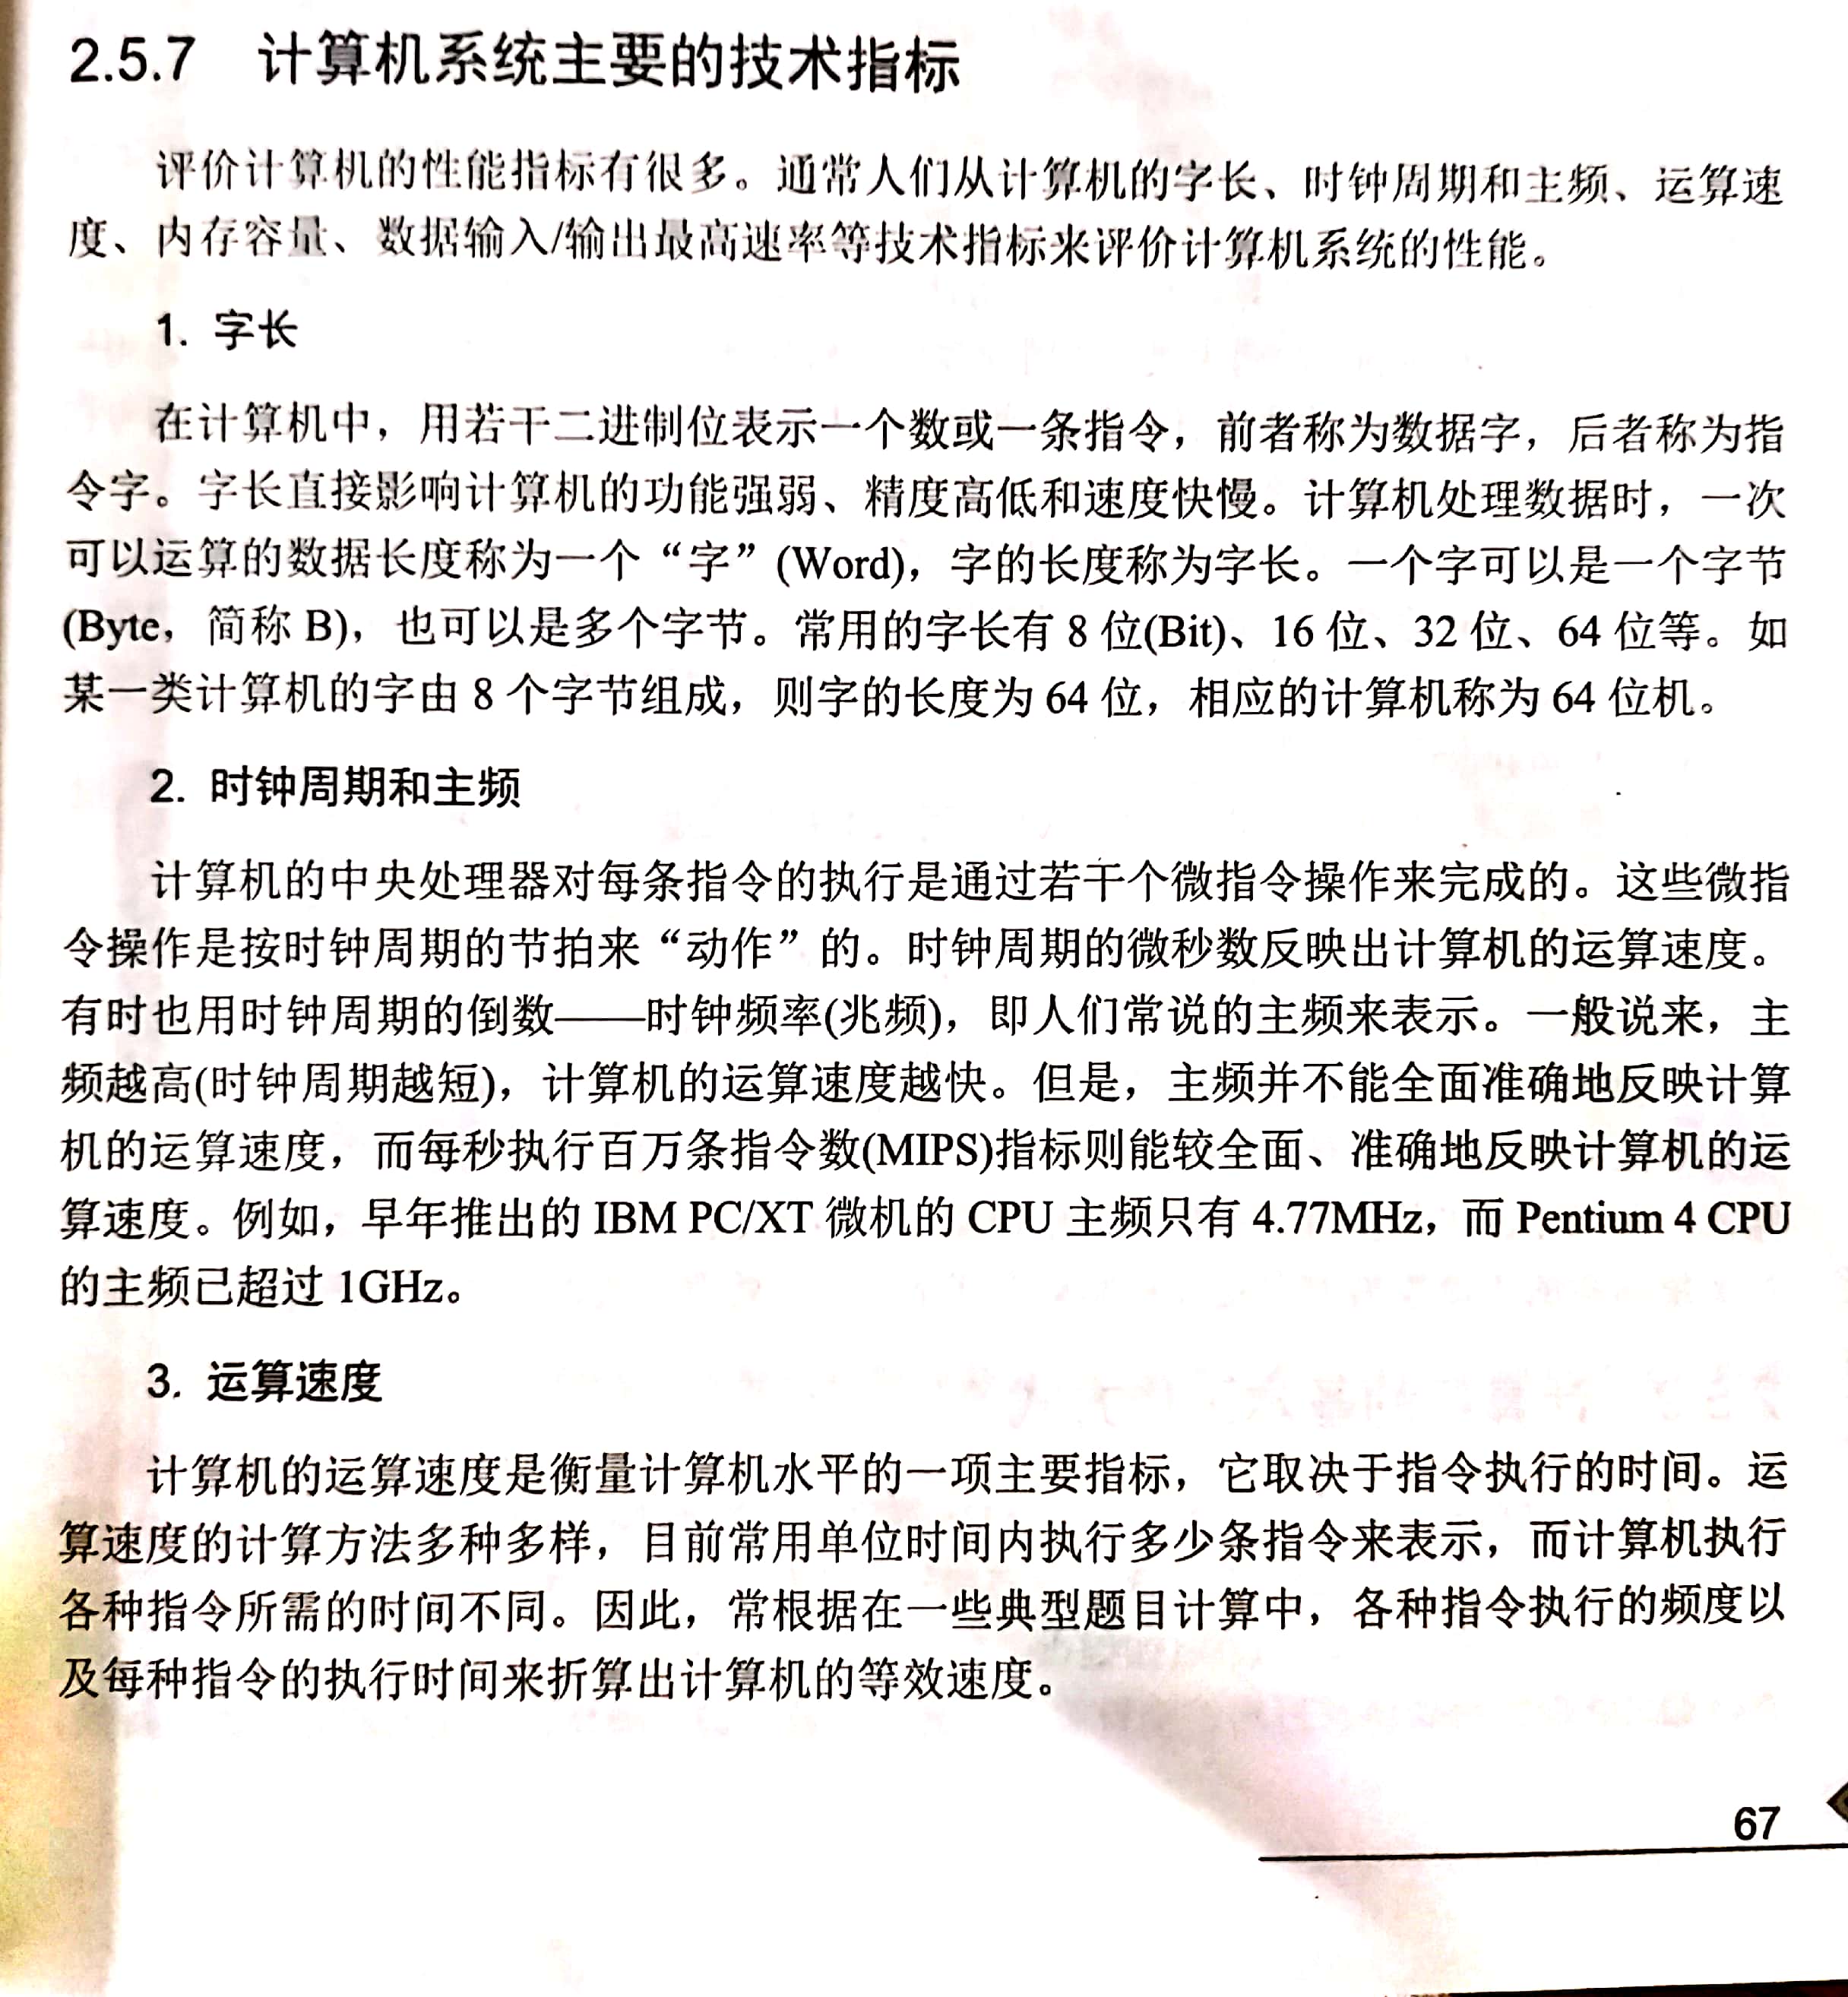 2.5.7 计算机系统主要的技术指标
评价计算机的性能指标有很多。通常人们从计算机的字长、时钟周期和主频、运算速
度、内存容量、数据输入/输出最高速率等技术指标来评价计算机系统的性能。
1. 字长
在计算机中，用若干二进制位表示一个数或一条指令，前者称为数据字，后者称为指
令字。字长直接影响计算机的功能强弱、精度高低和速度快慢。计算机处理数据时，一次
可以运算的数据长度称为一个“字”(Word)，字的长度称为字长。一个字可以是一个字节
(Byte，简称 B)，也可以是多个字节。常用的字长有 8 位(Bit)、16 位、32 位、64 位等。如
某一类计算机的字由 8 个字节组成，则字的长度为 64 位，相应的计算机称为 64 位机。
2. 时钟周期和主频
计算机的中央处理器对每条指令的执行是通过若干个微指令操作来完成的。这些微指
令操作是按时钟周期的节拍来“动作”的。时钟周期的微秒数反映出计算机的运算速度。
有时也用时钟周期的倒数——时钟频率(兆频)，即人们常说的主频来表示。一般说来，主
频越高(时钟周期越短)，计算机的运算速度越快。但是，主频并不能全面准确地反映计算
机的运算速度，而每秒执行百万条指令数(MIPS)指标则能较全面、准确地反映计算机的运
算速度。例如，早年推出的 IBM PC/XT 微机的 CPU 主频只有 4.77MHz，而 Pentium 4 CPU
的主频已超过 1GHz。
3. 运算速度
计算机的运算速度是衡量计算机水平的一项主要指标，它取决于指令执行的时间。运
算速度的计算方法多种多样，目前常用单位时间内执行多少条指令来表示，而计算机执行
各种指令所需的时间不同。因此，常根据在一些典型题目计算中，各种指令执行的频度以
及每种指令的执行时间来折算出计算机的等效速度。
67